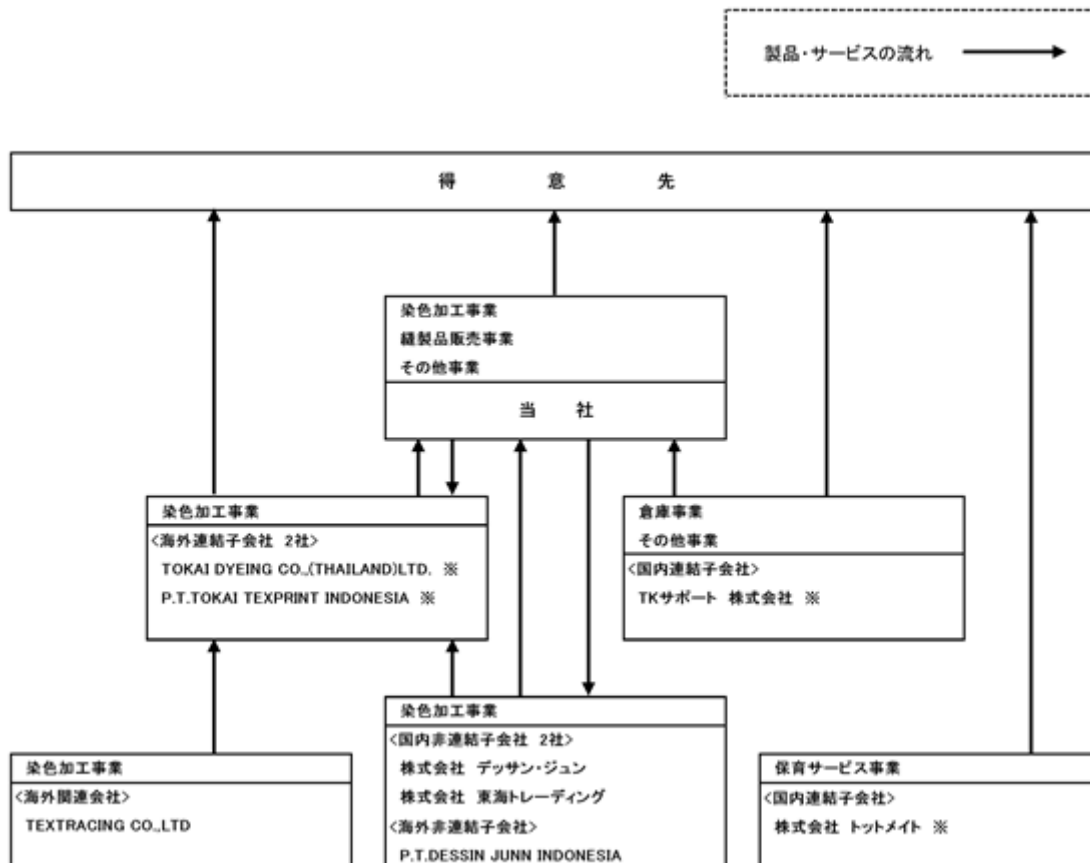 製品・サービスの流れ
得意先
染色加工事業
縫製品販売事業
その他事業
当社
染色加工事業
<海外連結子会社 2社>
TOKAI DYEING CO.,(THAILAND)LTD. ※
P.T.TOKAI TEXPRINT INDONESIA ※
倉庫事業
その他事業
<国内連結子会社>
TKサポート 株式会社 ※
染色加工事業
<海外関連会社>
TEXTRACING CO.,LTD
染色加工事業
<国内非連結子会社 2社>
株式会社 デッサン・ジュン
株式会社 東海トレーディング
<海外非連結子会社>
P.T.DESSIN JUNN INDONESIA
保育サービス事業
<国内連結子会社>
株式会社 トットメイト ※